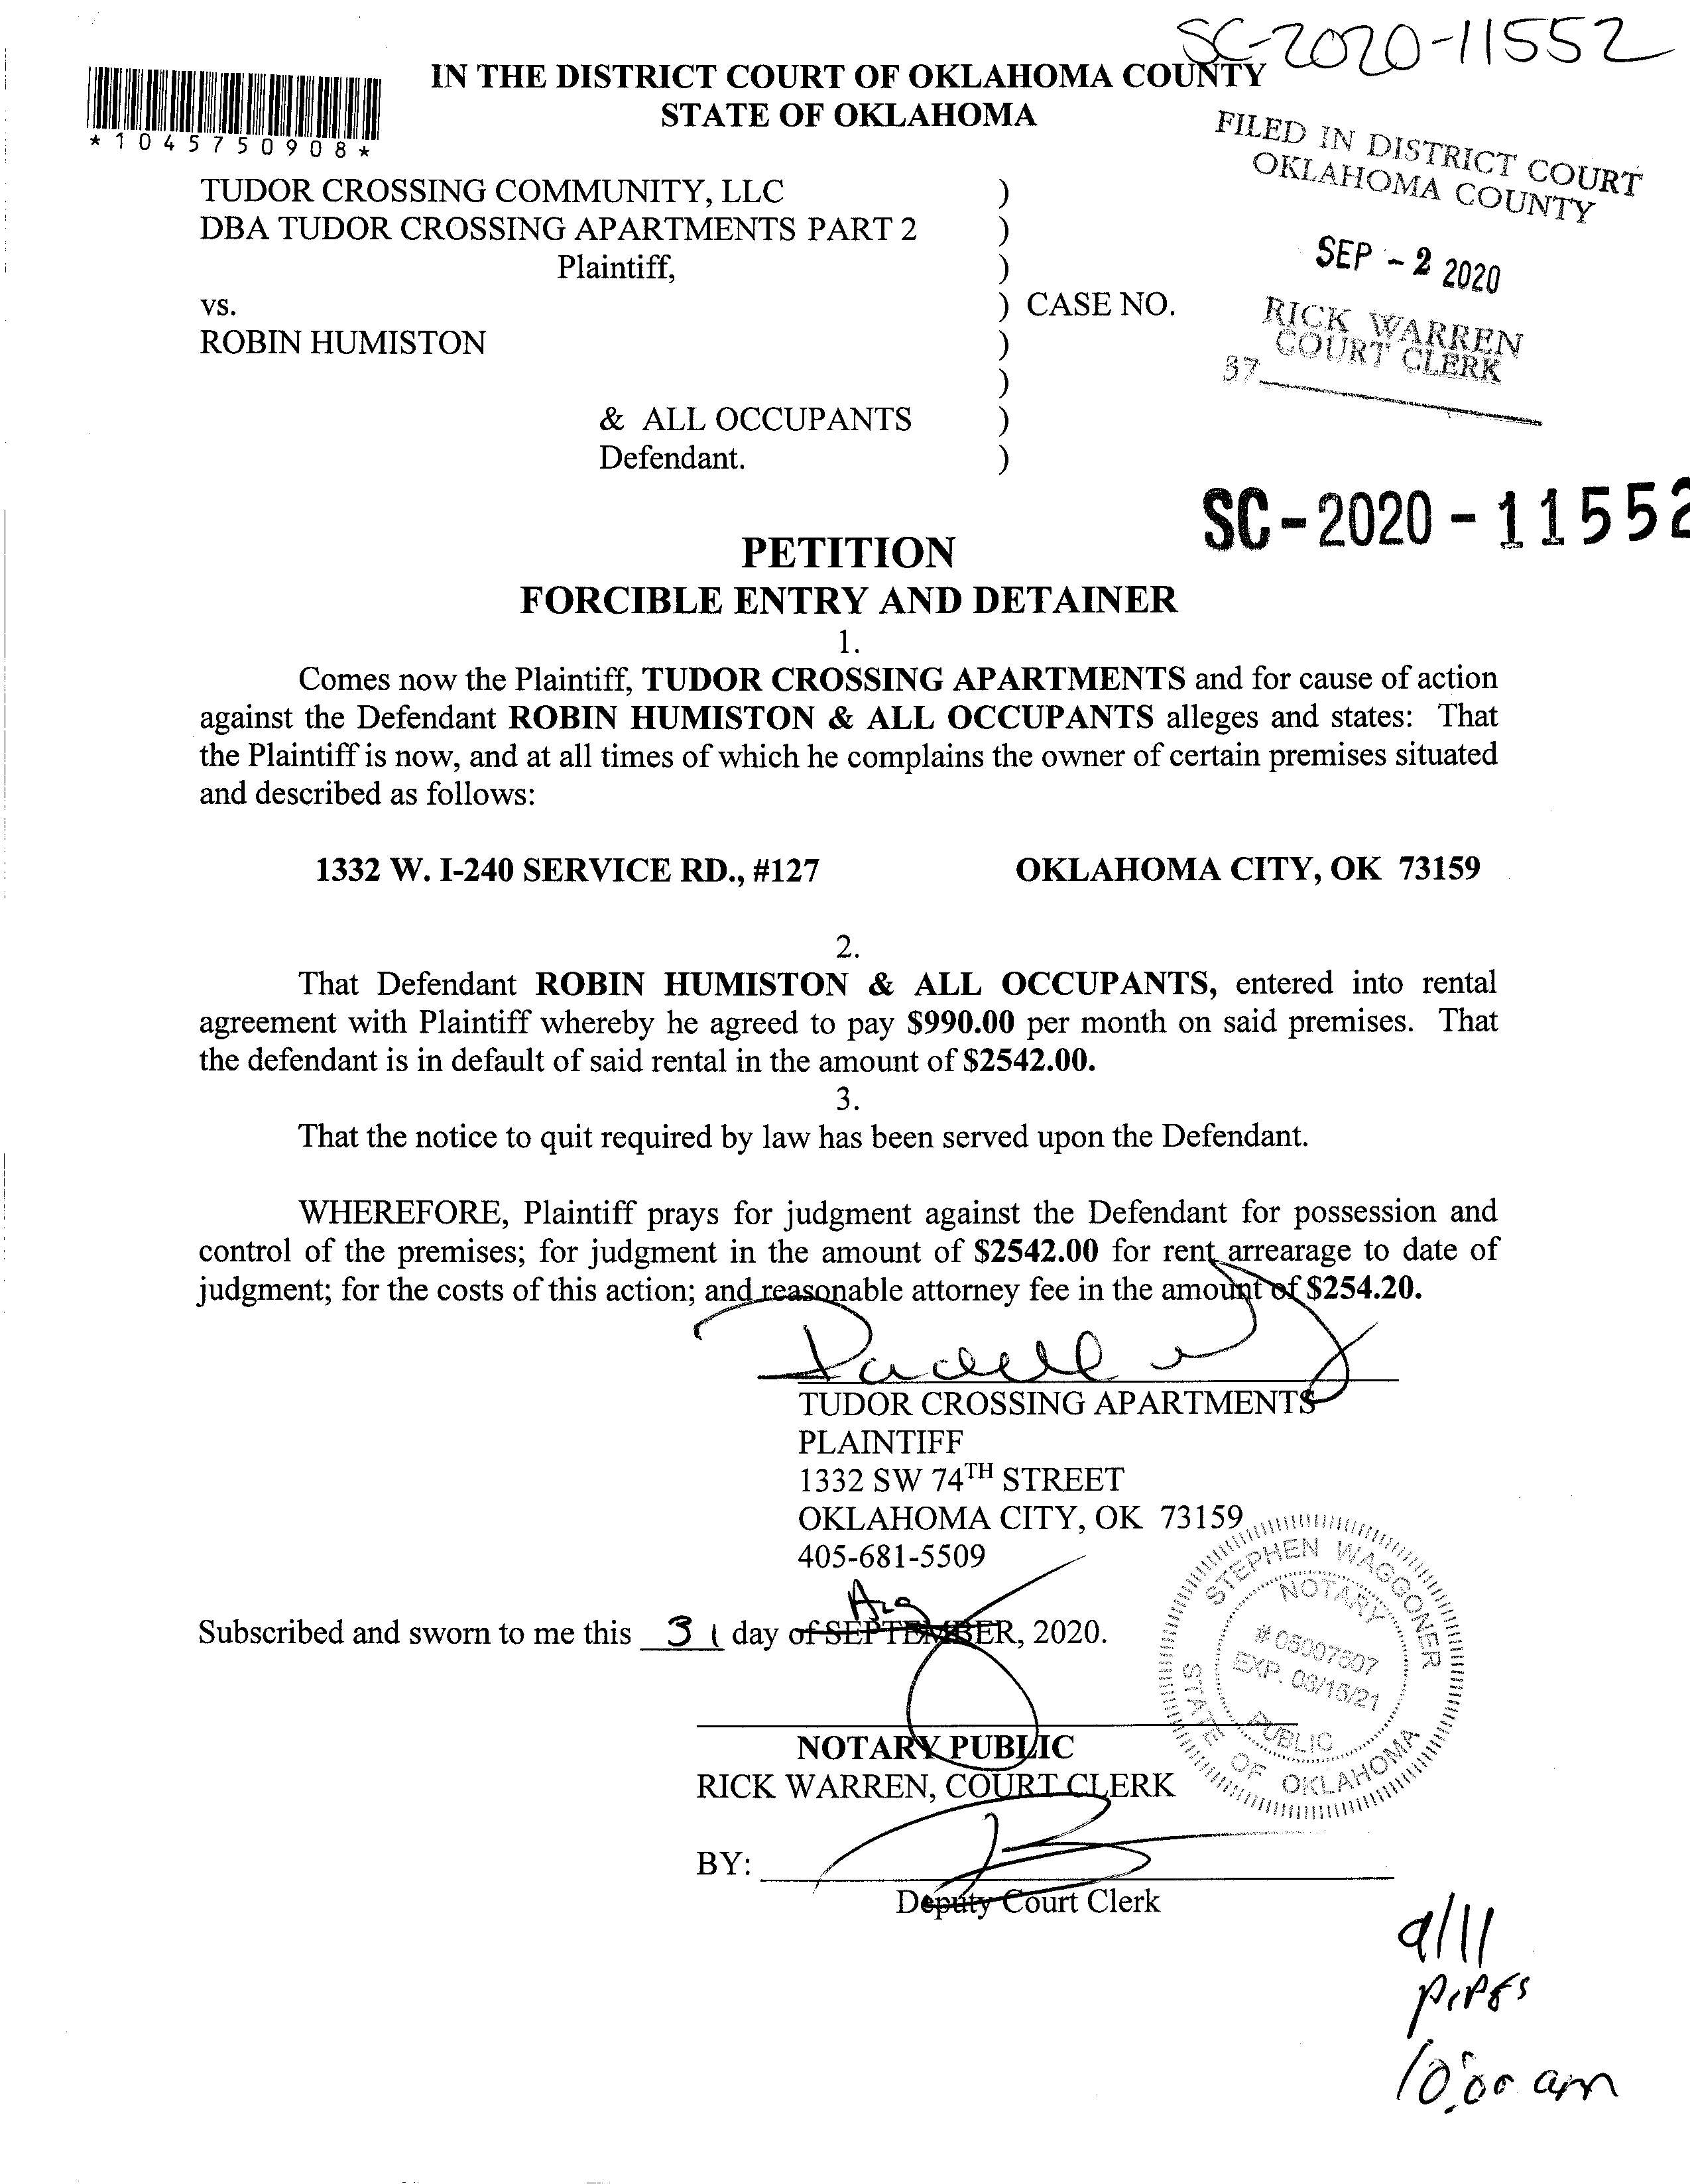 SC-2020-11552
IN THE DISTRICT COURT OF OKLAHOMA COUNTY
STATE OF OKLAHOMA
*1045750908*
FILED IN DISTRICT COURT
OKLAHOMA COUNTY
SEP - 2 2020
RICK WARREN
COURT CLERK
37
TUDOR CROSSING COMMUNITY, LLC )
DBA TUDOR CROSSING APARTMENTS PART 2 )
Plaintiff, )
vs. ) CASE NO.
ROBIN HUMISTON )
)
& ALL OCCUPANTS )
Defendant. )
SC-2020-11552
PETITION
FORCIBLE ENTRY AND DETAINER
1.
Comes now the Plaintiff, TUDOR CROSSING APARTMENTS and for cause of action
against the Defendant ROBIN HUMISTON & ALL OCCUPANTS alleges and states: That
the Plaintiff is now, and at all times of which he complains the owner of certain premises situated
and described as follows:
1332 W. I-240 SERVICE RD., #127 OKLAHOMA CITY, OK 73159
2.
That Defendant ROBIN HUMISTON & ALL OCCUPANTS, entered into rental
agreement with Plaintiff whereby he agreed to pay $990.00 per month on said premises. That
the defendant is in default of said rental in the amount of $2542.00.
3.
That the notice to quit required by law has been served upon the Defendant.
WHEREFORE, Plaintiff prays for judgment against the Defendant for possession and
control of the premises; for judgment in the amount of $2542.00 for rent arrearage to date of
judgment; for the costs of this action; and reasonable attorney fee in the amount of $254.20.
TUDOR CROSSING APARTMENTS
PLAINTIFF
1332 SW 74TH STREET
OKLAHOMA CITY, OK 73159
405-681-5509
Aug
Subscribed and sworn to me this 31 day of SEPTEMBER, 2020.
STEPHEN WAGGONER
NOTARY
# 05007507
EXP. 03/15/21
PUBLIC
STATE OF OKLAHOMA
NOTARY PUBLIC
RICK WARREN, COURT CLERK
BY:
Deputy Court Clerk
9/11
10:00 am